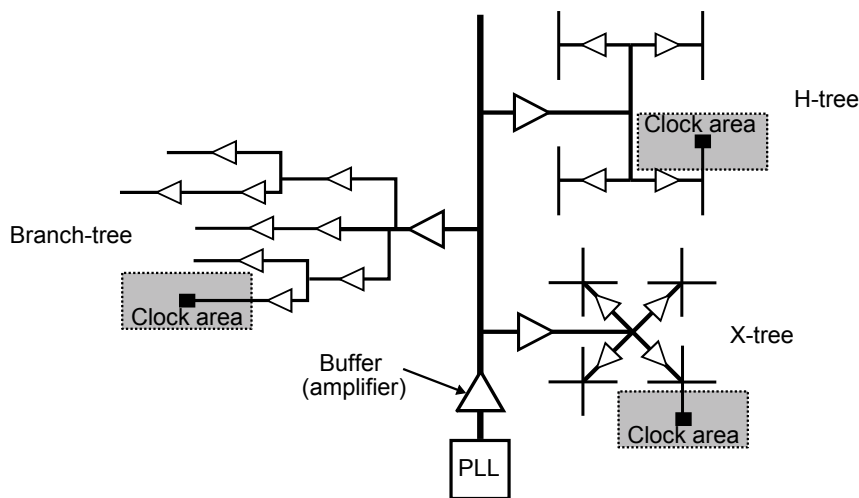 H-tree
Clock area
Branch-tree
Clock area
X-tree
Buffer
(amplifier)
Clock area
PLL